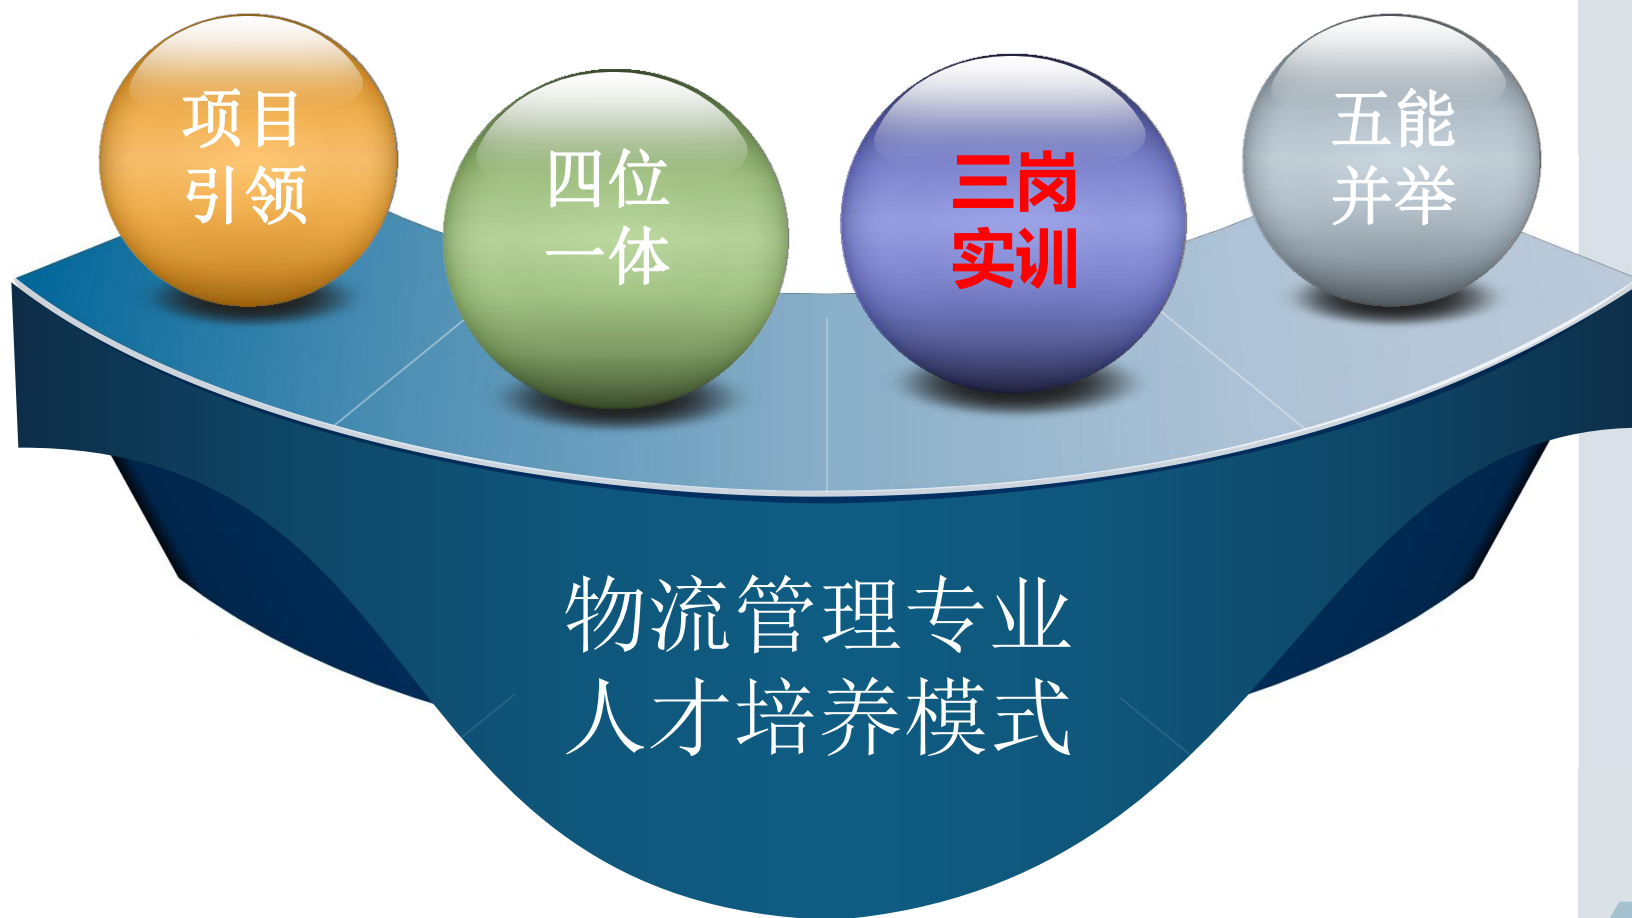 项目
引领
四位
一体
三岗
实训
五能
并举
物流管理专业
人才培养模式